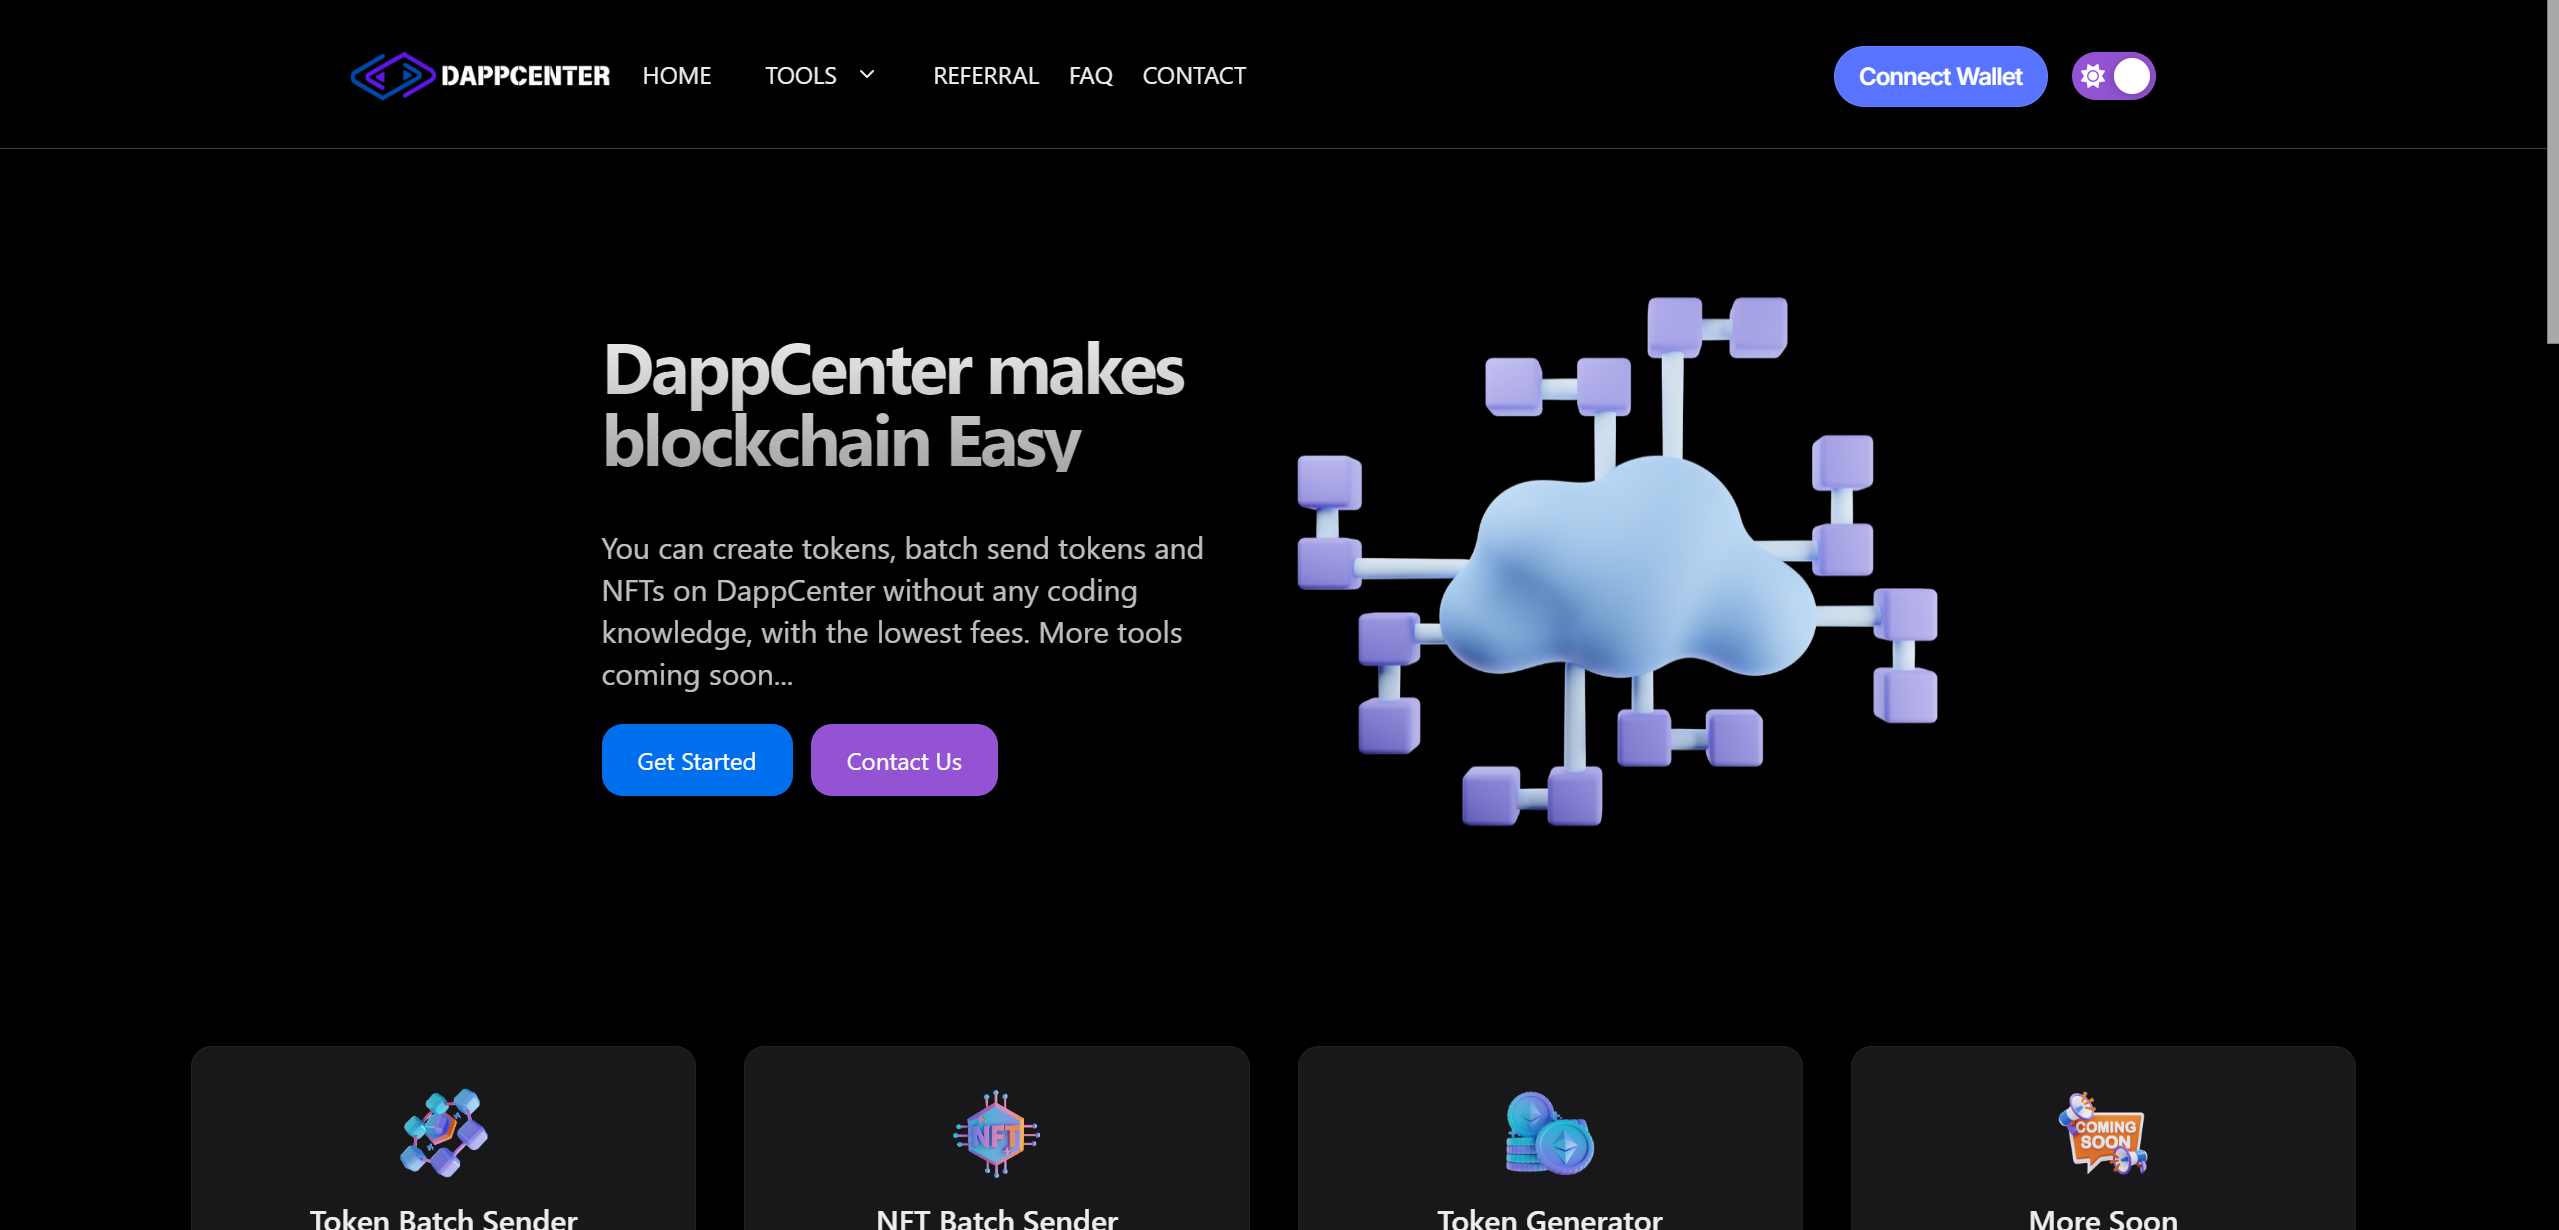 DAPPCENTER
HOME
TOOLS
REFERRAL
FAQ
CONTACT
Connect Wallet
DappCenter makes
blockchain Easy
You can create tokens, batch send tokens and
NFTs on DappCenter without any coding
knowledge, with the lowest fees. More tools
coming soon...
Get Started
Contact Us
NFT
COMING
SOON
Token Batch Sender
NFT Batch Sender
Token Generator
More Soon